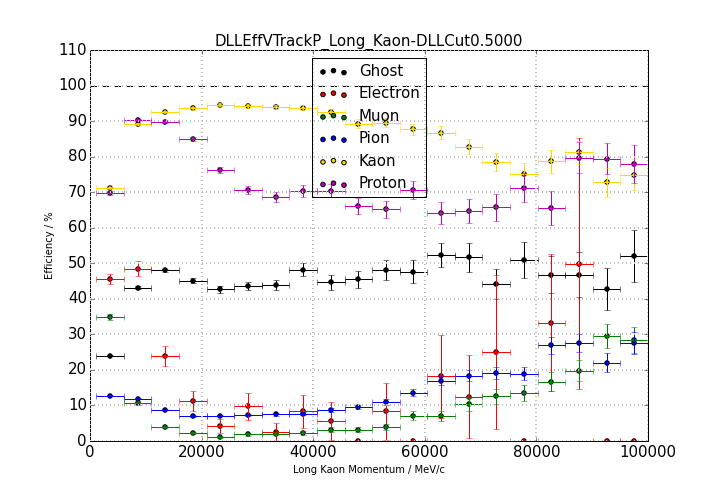 DLLEffVTrackP_Long_Kaon-DLLCut0.5000
110
100
90
80
70
60
50
40
30
20
10
0
Efficiency / %
Ghost
Electron
Muon
Pion
Kaon
Proton
0
20000
40000
60000
80000
100000
Long Kaon Momentum / MeV/c